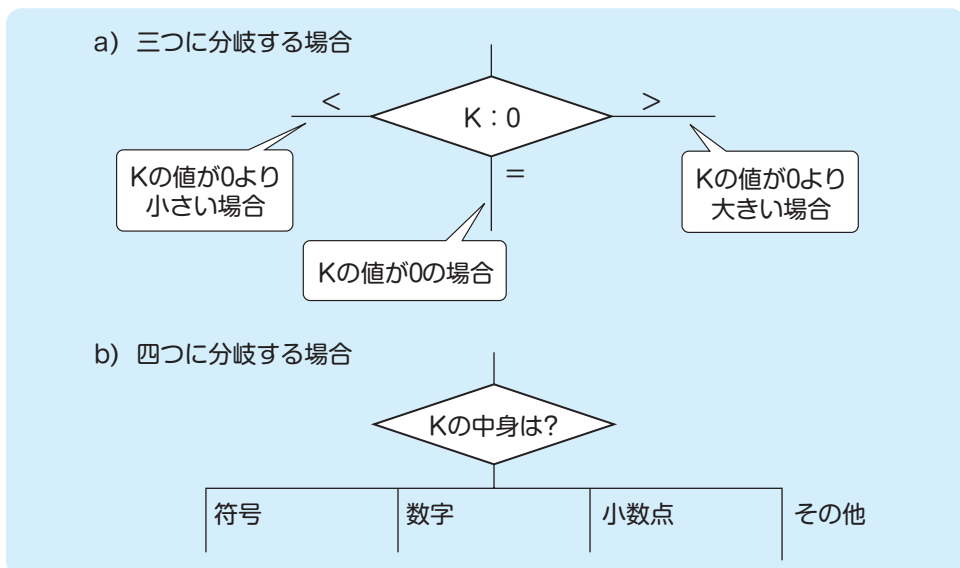 a) 三つに分岐する場合
<
K：0
>
Kの値が0より
小さい場合
=
Kの値が0より
大きい場合
Kの値が0の場合
b) 四つに分岐する場合
Kの中身は?
符号
数字
小数点
その他